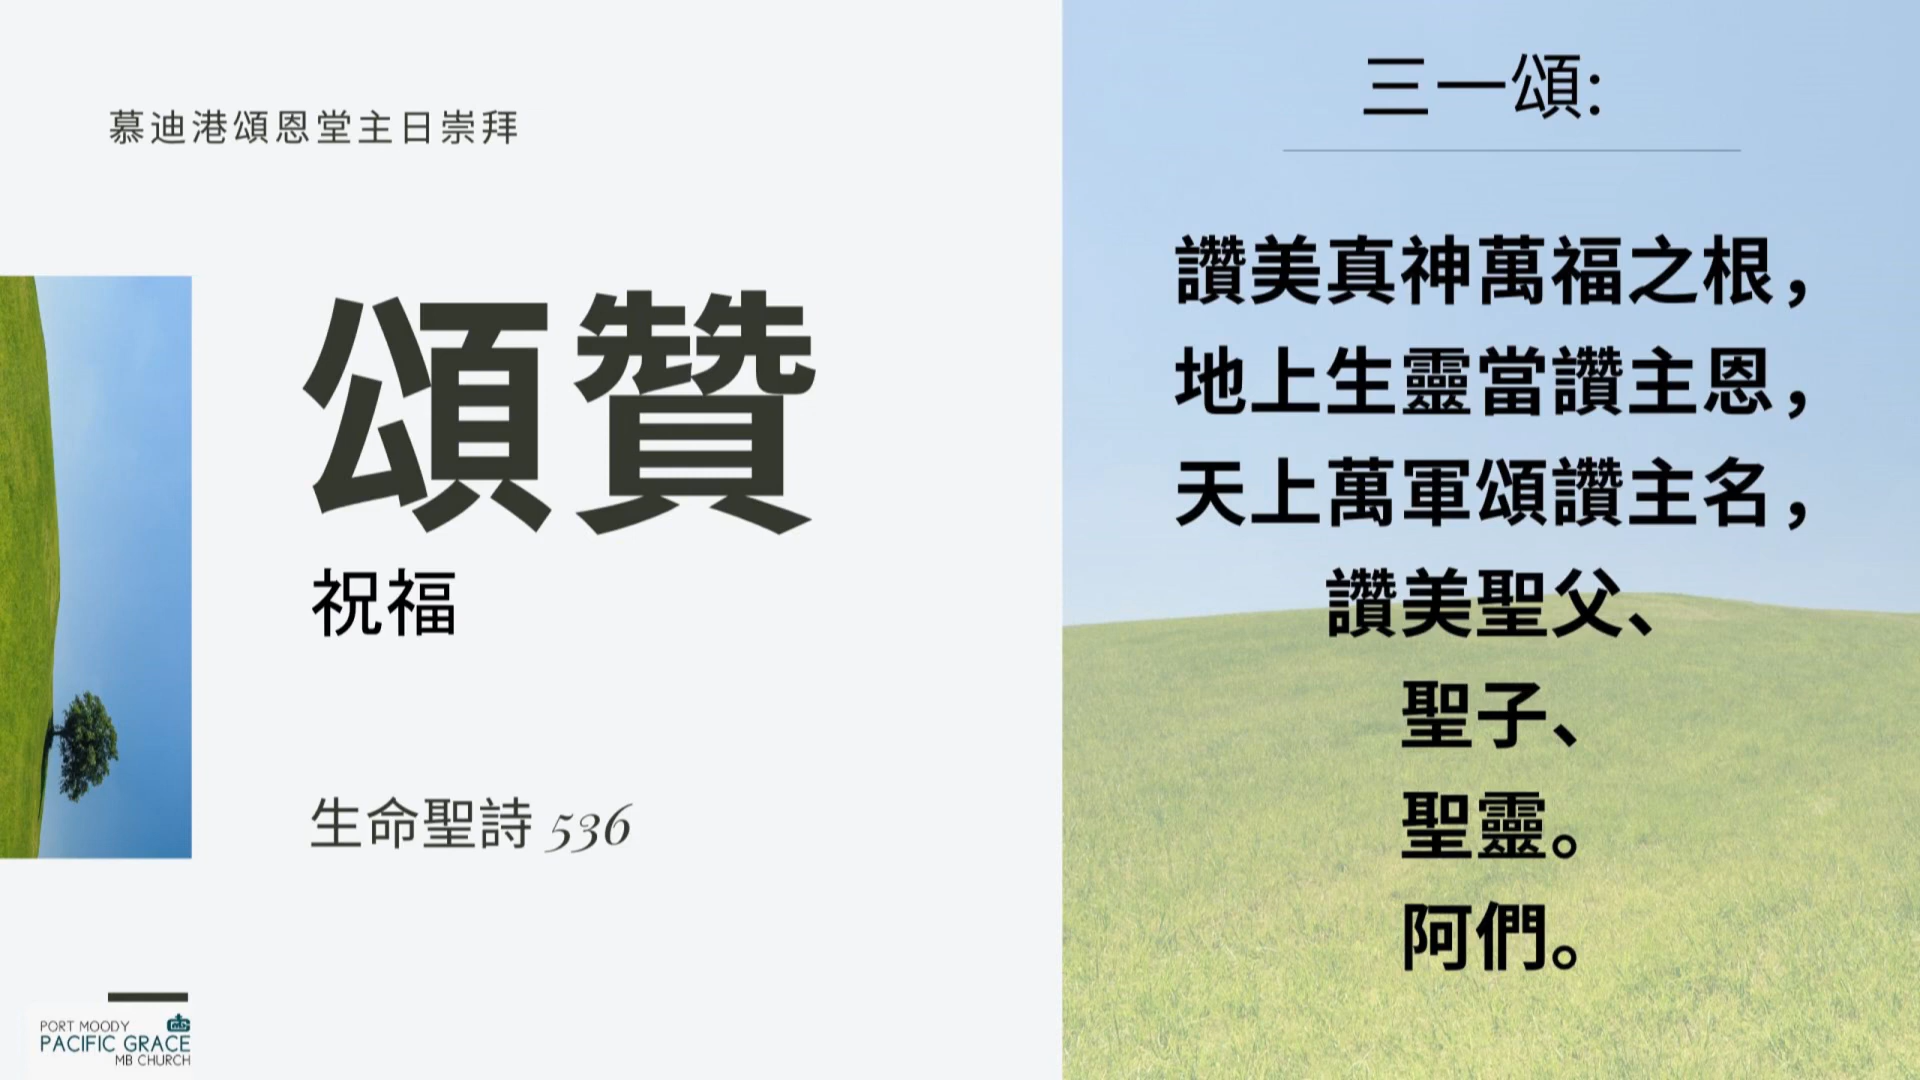 慕迪港頌恩堂主日崇拜
頌贊
祝福
生命聖詩 536
PORT MOODY
PACIFIC GRACE
MB CHURCH
三一頌:
讚美真神萬福之根，
地上生靈當讚主恩，
天上萬軍頌讚主名，
讚美聖父、
聖子、
聖靈。
阿們。